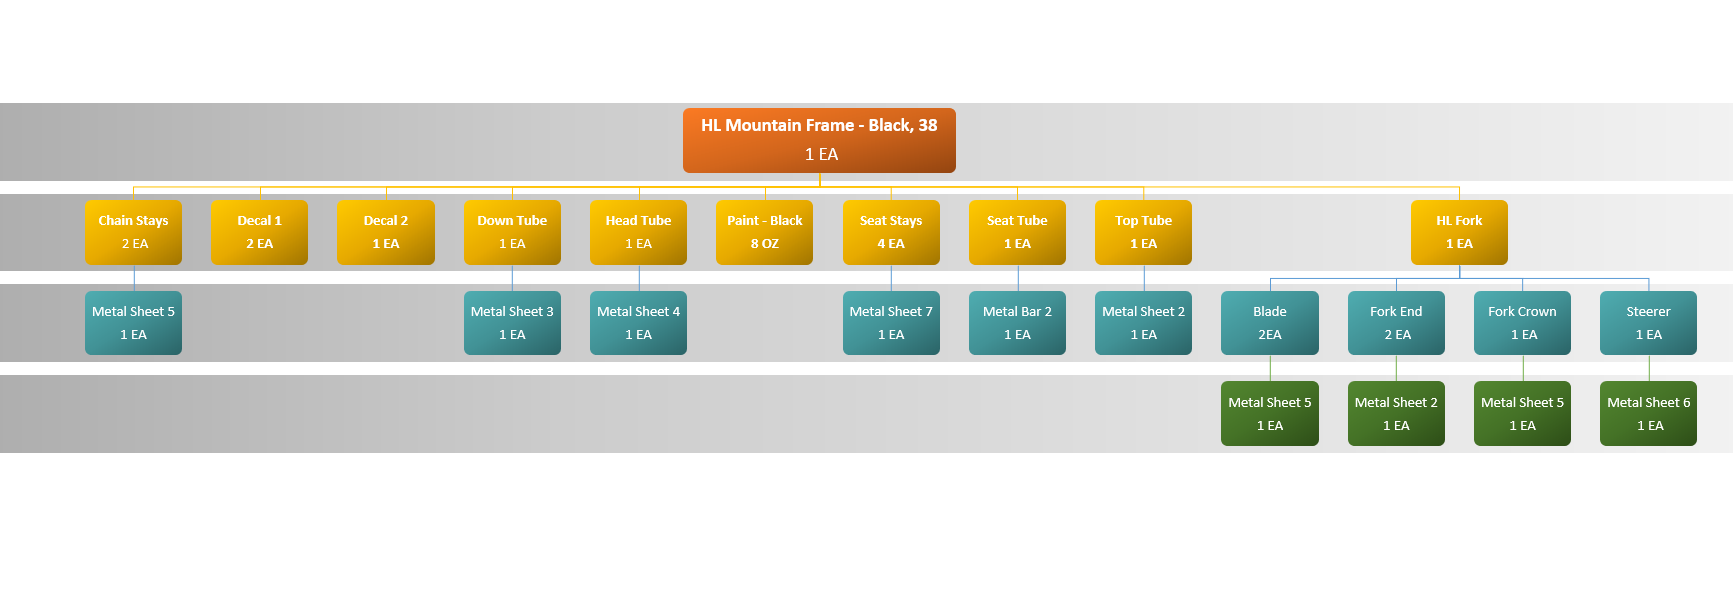 HL Mountain Frame - Black, 38
1 EA
Chain Stays
2 EA
Decal 1
2 EA
Decal 2
1 EA
Down Tube
1 EA
Head Tube
1 EA
Paint - Black
8 OZ
Seat Stays
4 EA
Seat Tube
1 EA
Top Tube
1 EA
HL Fork
1 EA
Metal Sheet 5
1 EA
Metal Sheet 3
1 EA
Metal Sheet 4
1 EA
Metal Sheet 7
1 EA
Metal Bar 2
1 EA
Metal Sheet 2
1 EA
Blade
2EA
Fork End
2 EA
Fork Crown
1 EA
Steerer
1 EA
Metal Sheet 5
1 EA
Metal Sheet 2
1 EA
Metal Sheet 5
1 EA
Metal Sheet 6
1 EA